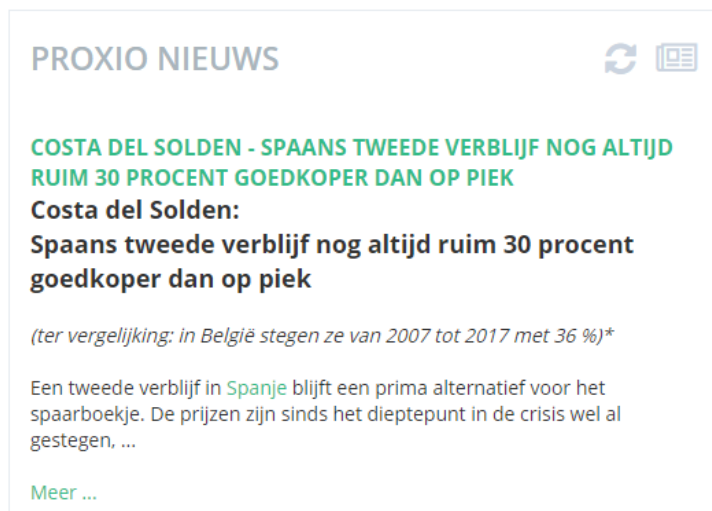 PROXIO NIEUWS
COSTA DEL SOLDEN - SPAANS TWEEDE VERBLIJF NOG ALTIJD
RUIM 30 PROCENT GOEDKOPER DAN OP PIEK
Costa del Solden:
Spaans tweede verblijf nog altijd ruim 30 procent
goedkoper dan op piek
(ter vergelijking: in België stegen ze van 2007 tot 2017 met 36 %)*
Een tweede verblijf in Spanje blijft een prima alternatief voor het
spaarboekje. De prijzen zijn sinds het dieptepunt in de crisis wel al
gestegen, ...
Meer ...